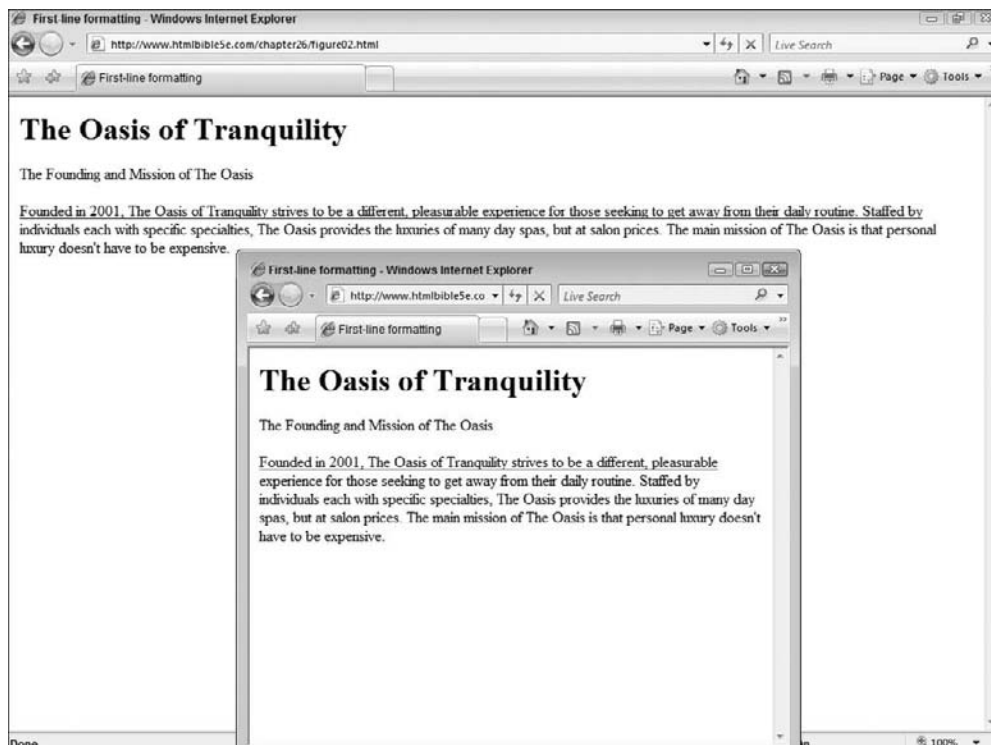 First-line formatting - Windows Internet Explorer
http://www.htmlbible5e.com/chapter26/figure02.html
Live Search
First-line formatting
Page
Tools
The Oasis of Tranquility
The Founding and Mission of The Oasis
Founded in 2001, The Oasis of Tranquility strives to be a different, pleasurable experience for those seeking to get away from their daily routine. Staffed by
individuals each with specific specialties, The Oasis provides the luxuries of many day spas, but at salon prices. The main mission of The Oasis is that personal
luxury doesn't have to be expensive.
First-line formatting - Windows Internet Explorer
http://www.htmlbible5e.co
Live Search
First-line formatting
Page
Tools
The Oasis of Tranquility
The Founding and Mission of The Oasis
Founded in 2001, The Oasis of Tranquility strives to be a different, pleasurable
experience for those seeking to get away from their daily routine. Staffed by
individuals each with specific specialties, The Oasis provides the luxuries of many day
spas, but at salon prices. The main mission of The Oasis is that personal luxury doesn't
have to be expensive.
Done
100%